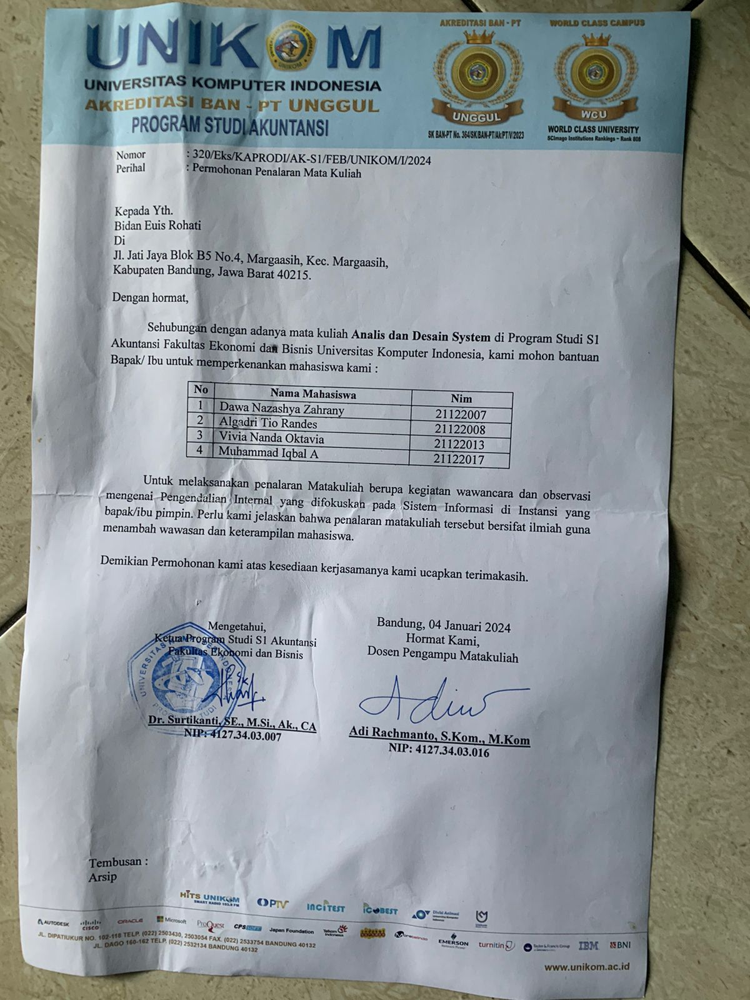 UNIKOM
UNIVERSITAS KOMPUTER INDONESIA
AKREDITASI BAN - PT UNGGUL
PROGRAM STUDI AKUNTANSI
AKREDITASI BAN - PT
UNGGUL
SK BAN-PT No. 364/SK/BAN-PT/Ak/PT/V/2023
WORLD CLASS CAMPUS
WCU
WORLD CLASS UNIVERSITY
SCImago Institutions Rankings - Rank 808
Nomor : 320/Eks/KAPRODI/AK-S1/FEB/UNIKOM/I/2024
Perihal : Permohonan Penalaran Mata Kuliah
Kepada Yth.
Bidan Euis Rohati
Di
Jl. Jati Jaya Blok B5 No.4, Margaasih, Kec. Margaasih,
Kabupaten Bandung, Jawa Barat 40215.
Dengan hormat,
Sehubungan dengan adanya mata kuliah Analis dan Desain System di Program Studi S1
Akuntansi Fakultas Ekonomi dan Bisnis Universitas Komputer Indonesia, kami mohon bantuan
Bapak/ Ibu untuk memperkenankan mahasiswa kami :
No Nama Mahasiswa Nim
1 Dawa Nazashya Zahrany 21122007
2 Algadri Tio Randes 21122008
3 Vivia Nanda Oktavia 21122013
4 Muhammad Iqbal A 21122017
Untuk melaksanakan penalaran Matakuliah berupa kegiatan wawancara dan observasi
mengenai Pengendalian Internal yang difokuskan pada Sistem Informasi di Instansi yang
bapak/ibu pimpin. Perlu kami jelaskan bahwa penalaran matakuliah tersebut bersifat ilmiah guna
menambah wawasan dan keterampilan mahasiswa.
Demikian Permohonan kami atas kesediaan kerjasamanya kami ucapkan terimakasih.
Mengetahui,
Ketua Program Studi S1 Akuntansi
Fakultas Ekonomi dan Bisnis
Dr. Surtikanti, SE., M.Si., Ak., CA
NIP: 4127.34.03.007
Bandung, 04 Januari 2024
Hormat Kami,
Dosen Pengampu Matakuliah
Adi Rachmanto, S.Kom., M.Kom
NIP: 4127.34.03.016
Tembusan :
Arsip
HITS UNIKOM
SMART RADIO 103.9 FM
PTV
INCITEST
ICOBEST
Divisi Animasi
Universitas Komputer
Indonesia
AUTODESK CISCO ORACLE Microsoft ProQuest CPSSOFT Japan Foundation Telkom Indonesia EMERSON turnitin Taylor & Francis Group IBM BNI
JL. DIPATIUKUR NO. 102-118 TELP. (022) 2503430, 2503054 FAX. (022) 2533754 BANDUNG 40132
JL. DAGO 160-162 TELP. (022) 2532134 BANDUNG 40132
www.unikom.ac.id